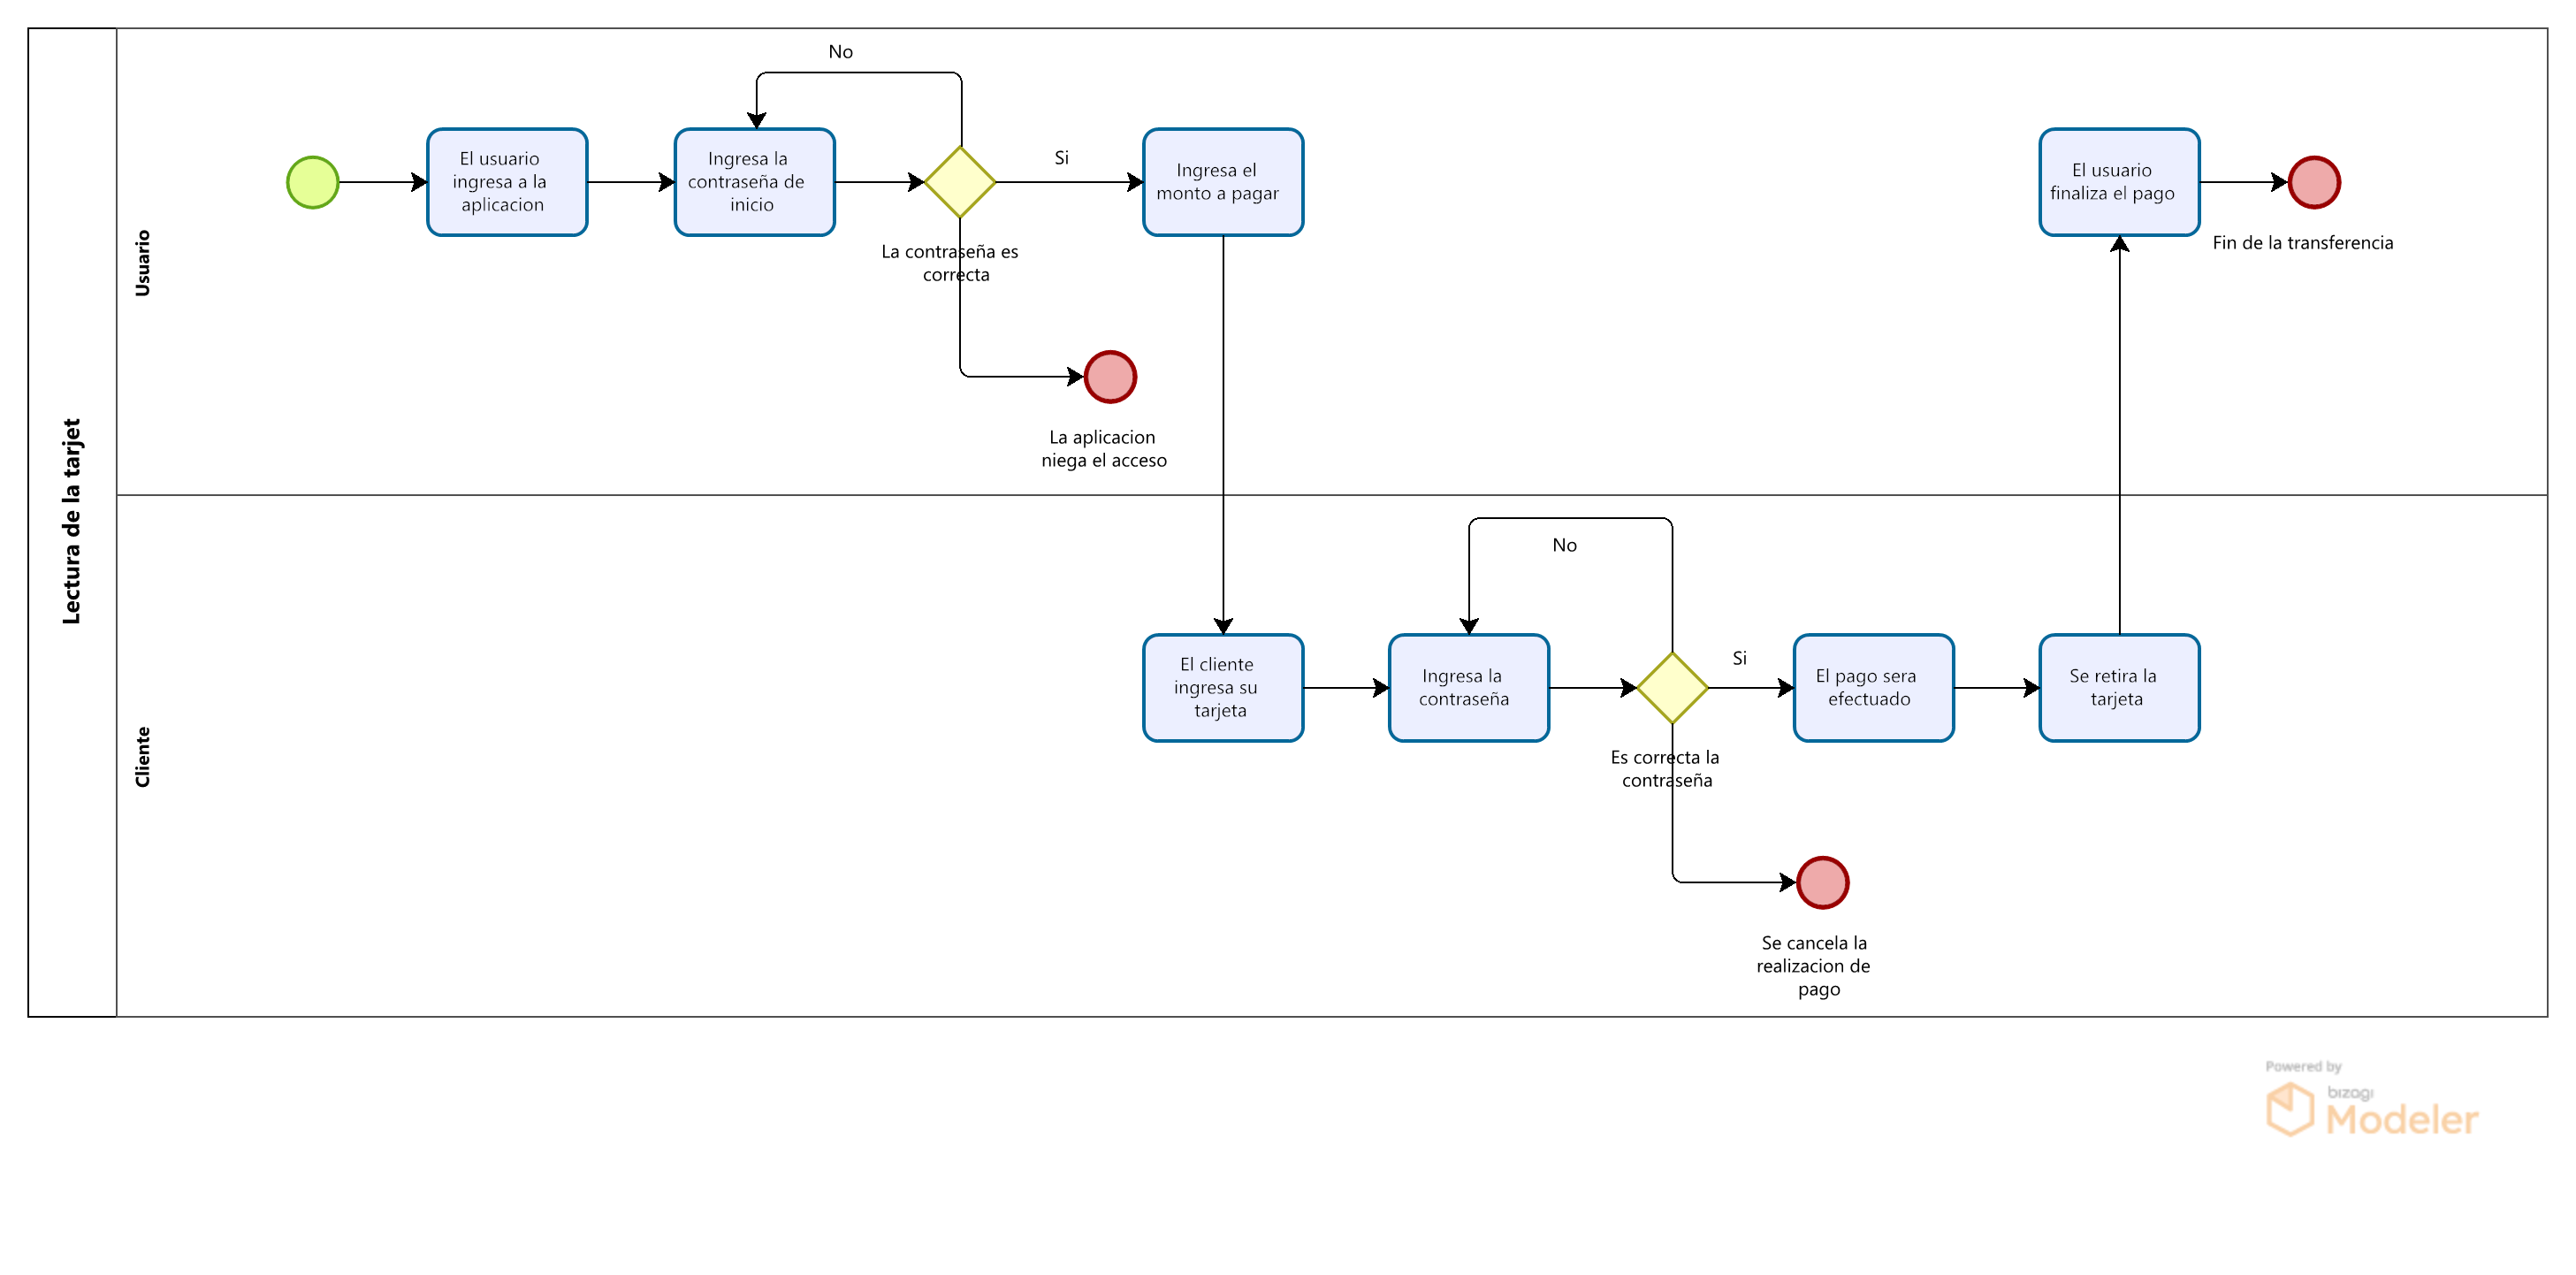 Lectura de la tarjet
Usuario
No
El usuario
ingresa a la
aplicacion
Ingresa la
contraseña de
inicio
La contraseña es
correcta
Si
Ingresa el
monto a pagar
La aplicacion
niega el acceso
El usuario
finaliza el pago
Fin de la transferencia
Cliente
El cliente
ingresa su
tarjeta
No
Ingresa la
contraseña
Es correcta la
contraseña
Si
El pago sera
efectuado
Se retira la
tarjeta
Se cancela la
realizacion de
pago
Powered by
bizagi
Modeler